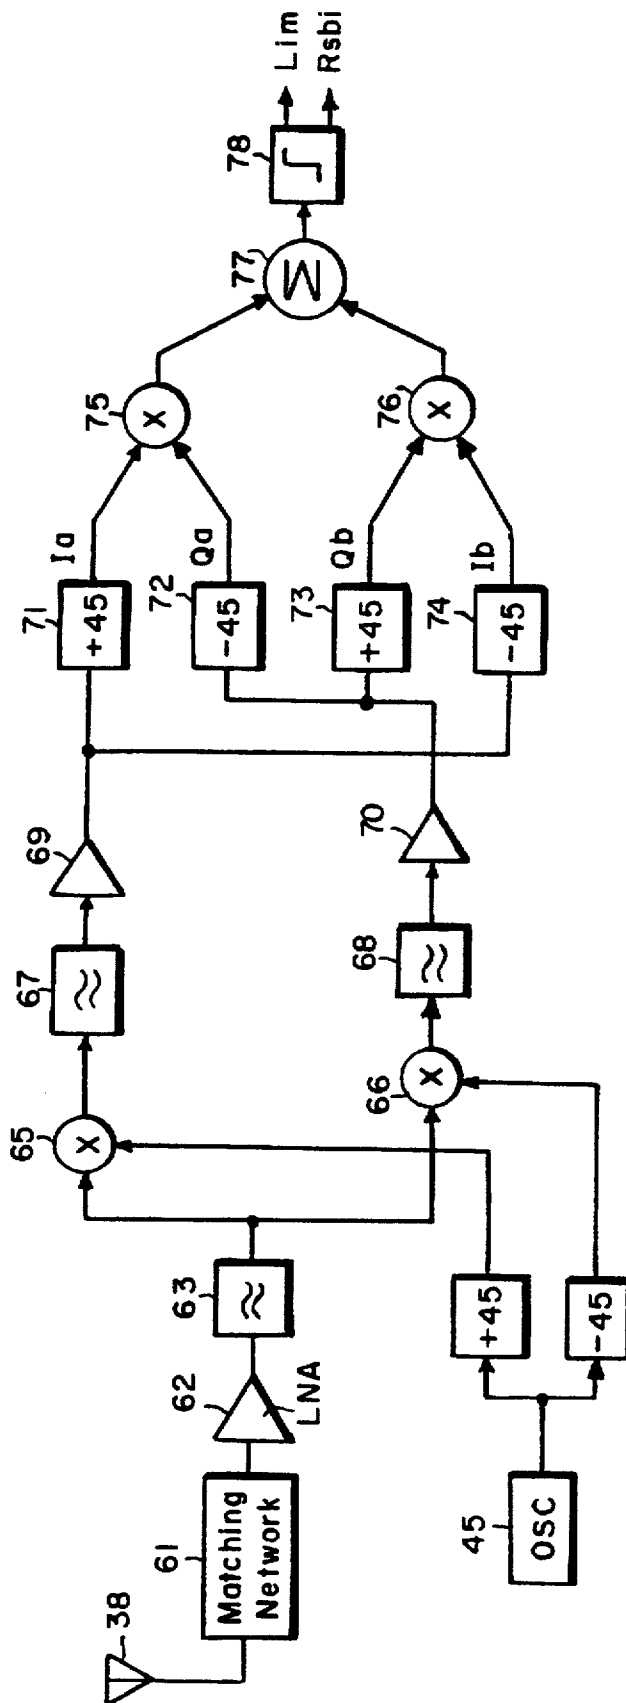 38
61
Matching
Network
62
LNA
63
45
OSC
+45
-45
65
X
66
X
67
68
69
70
71
+45
Ia
72
-45
Qa
73
+45
Qb
74
-45
Ib
75
X
76
X
77
Σ
78
Lim
Rsbi